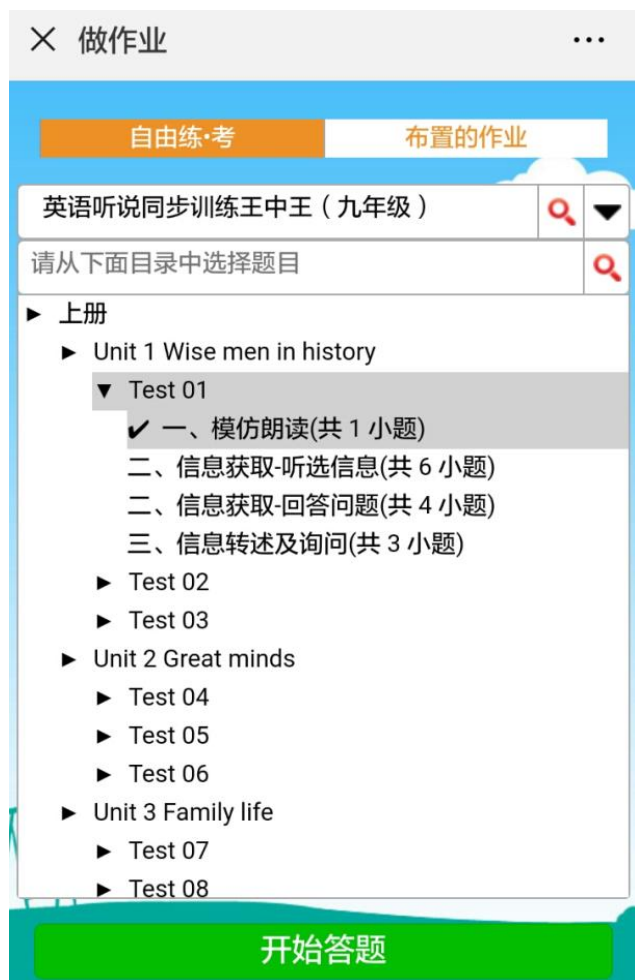 做作业
自由练·考
布置的作业
英语听说同步训练王中王（九年级）
请从下面目录中选择题目
上册
Unit 1 Wise men in history
Test 01
✔ 一、模仿朗读(共 1 小题)
二、信息获取-听选信息(共 6 小题)
二、信息获取-回答问题(共 4 小题)
三、信息转述及询问(共 3 小题)
Test 02
Test 03
Unit 2 Great minds
Test 04
Test 05
Test 06
Unit 3 Family life
Test 07
Test 08
开始答题